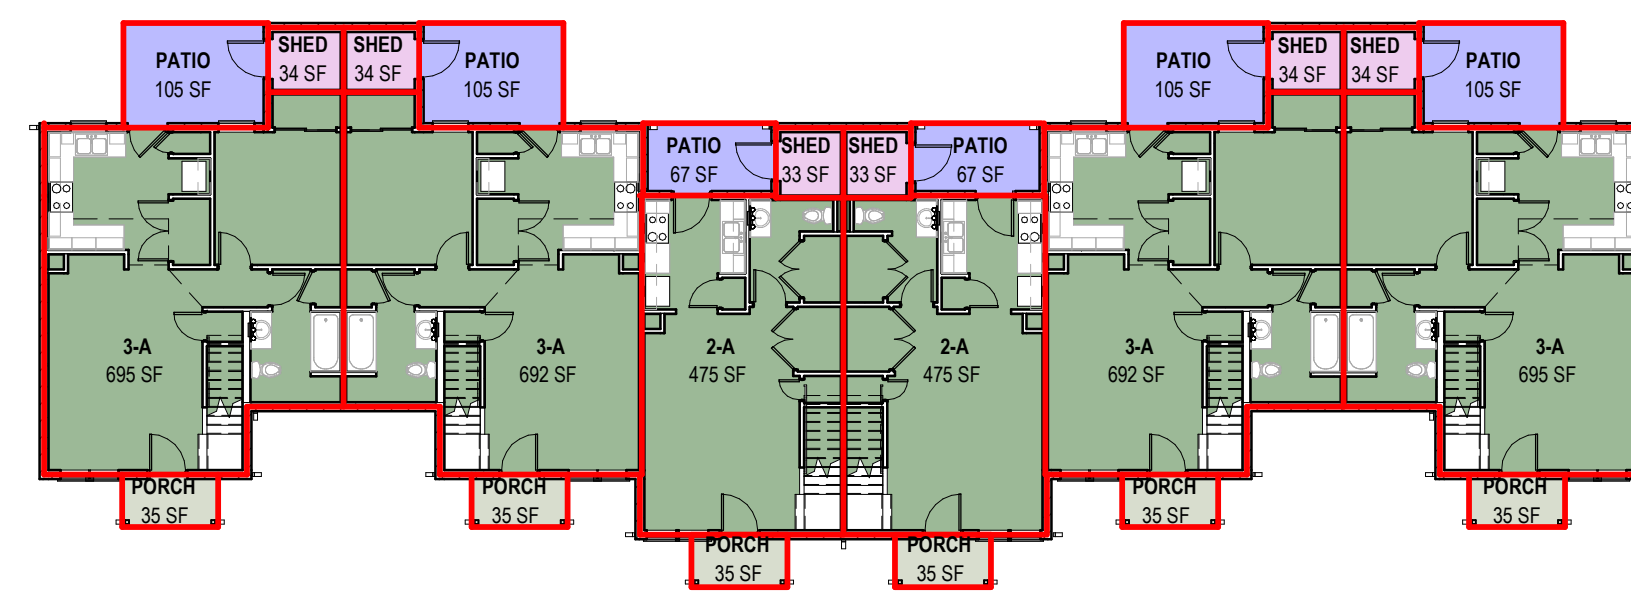 PATIO
105 SF
SHED
34 SF
SHED
34 SF
PATIO
105 SF
PATIO
105 SF
SHED
34 SF
SHED
34 SF
PATIO
105 SF
PATIO
67 SF
SHED
33 SF
SHED
33 SF
PATIO
67 SF
3-A
695 SF
3-A
692 SF
2-A
475 SF
2-A
475 SF
3-A
692 SF
3-A
695 SF
PORCH
35 SF
PORCH
35 SF
PORCH
35 SF
PORCH
35 SF
PORCH
35 SF
PORCH
35 SF